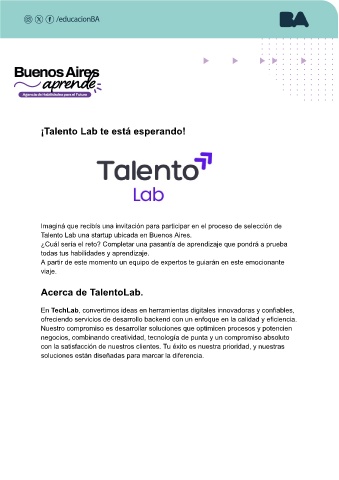 /educacionBA
BA
Buenos Aires
aprende
Agencia de Habilidades para el Futuro
¡Talento Lab te está esperando!
Talento
Lab
Imaginá que recibís una invitación para participar en el proceso de selección de
Talento Lab una startup ubicada en Buenos Aires.
¿Cuál sería el reto? Completar una pasantía de aprendizaje que pondrá a prueba
todas tus habilidades y aprendizaje.
A partir de este momento un equipo de expertos te guiarán en este emocionante
viaje.
Acerca de TalentoLab.
En TechLab, convertimos ideas en herramientas digitales innovadoras y confiables,
ofreciendo servicios de desarrollo backend con un enfoque en la calidad y eficiencia.
Nuestro compromiso es desarrollar soluciones que optimicen procesos y potencien
negocios, combinando creatividad, tecnología de punta y un compromiso absoluto
con la satisfacción de nuestros clientes. Tu éxito es nuestra prioridad, y nuestras
soluciones están diseñadas para marcar la diferencia.